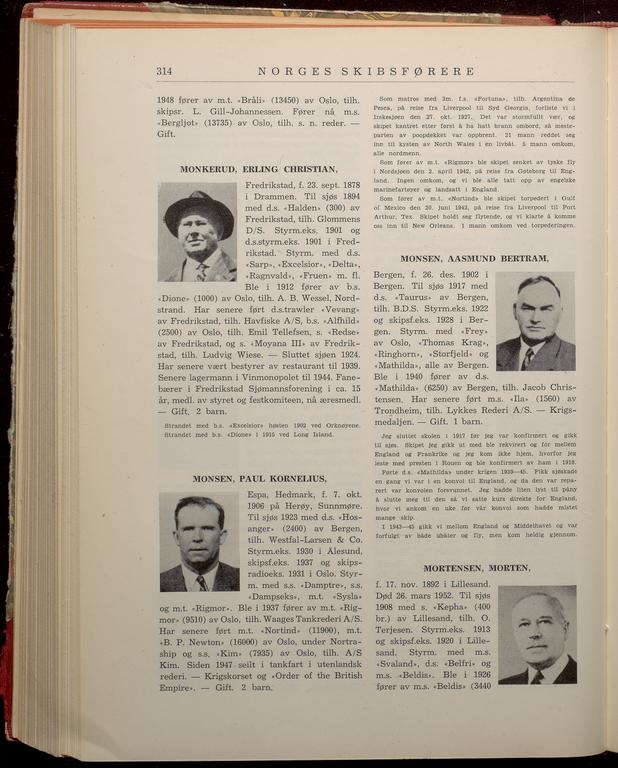 314
NORGES SKIBSFØRERE
1948 fører av m.t. «Bråli» (13450) av Oslo, tilh.
skipsr. L. Gill-Johannessen. Fører nå m.s.
«Bergljot» (13735) av Oslo, tilh. s. n. reder. —
Gift.
MONKERUD, ERLING CHRISTIAN,
Fredrikstad, f. 23. sept. 1878
i Drammen. Til sjøs 1894
med d.s. «Halden» (300) av
Fredrikstad, tilh. Glommens
D/S. Styrm.eks. 1901 og
d.s.styrm.eks. 1901 i Fred-
rikstad. Styrm. med d.s.
«Sarp», «Excelsior», «Delta»,
«Ragnvald», «Fruen» m. fl.
Ble i 1912 fører av b.s.
«Dione» (1000) av Oslo, tilh. A. B. Wessel, Nord-
strand. Har senere ført d.s.trawler «Vevang»
av Fredrikstad, tilh. Havfiske A/S, b.s. «Alfhild»
(2500) av Oslo, tilh. Emil Tellefsen, s. «Redse»
av Fredrikstad, og s. «Moyana III» av Fredrik-
stad, tilh. Ludvig Wiese. — Sluttet sjøen 1924.
Har senere vært bestyrer av restaurant til 1939.
Senere lagermann i Vinmonopolet til 1944. Fane-
bærer i Fredrikstad Sjømannsforening i ca. 15
år, medl. av styret og festkomiteen, nå æresmedl.
— Gift. 2 barn.
Strandet med b.s. «Excelsior» høsten 1902 ved Orknøyene.
Strandet med b.s. «Dione» i 1915 ved Long Island.
MONSEN, PAUL KORNELIUS,
Espa, Hedmark, f. 7. okt.
1906 på Herøy, Sunnmøre.
Til sjøs 1923 med d.s. «Hos-
anger» (2400) av Bergen,
tilh. Westfal-Larsen & Co.
Styrm.eks. 1930 i Ålesund,
skipsf.eks. 1937 og skips-
radioeks. 1931 i Oslo. Styr-
m. med s.s. «Damptre», s.s.
«Dampseks», m.t. «Sysla»
og m.t. «Rigmor». Ble i 1937 fører av m.t. «Rig-
mor» (9510) av Oslo, tilh. Waages Tankrederi A/S.
Har senere ført m.t. «Nortind» (11900), m.t.
«B. P. Newton» (16000) av Oslo, under Nortra-
ship og s.s. «Kim» (7935) av Oslo, tilh. A/S
Kim. Siden 1947 seilt i tankfart i utenlandsk
rederi. — Krigskorset og «Order of the British
Empire». — Gift. 2 barn.
Som matros med 3m. f.s. «Fortuna», tilh. Argentina de
Pesca, på reise fra Liverpool til Syd Georgia, forliste vi i
Irskesjøen den 27. okt. 1927. Det var stormfullt vær, og
skipet kantret etter først å ha hatt brann ombord, så meste-
parten av poopdekket var oppbrent. 21 mann reddet seg
inn til kysten av North Wales i en livbåt. 5 mann omkom,
alle nordmenn.
Som fører av m.t. «Rigmor» ble skipet senket av tyske fly
i Nordsjøen den 2. april 1942, på reise fra Gøteborg til Eng-
land. Ingen omkom, og vi ble alle tatt opp av engelske
marinefartøyer og landsatt i England.
Som fører av m.t. «Nortind» ble skipet torpedert i Gulf
of Mexico den 20. juni 1942, på reise fra Liverpool til Port
Arthur, Tex. Skipet holdt seg flytende, og vi klarte å komme
oss inn til New Orleans. 1 mann omkom ved torpederingen.
MONSEN, AASMUND BERTRAM,
Bergen, f. 26. des. 1902 i
Bergen. Til sjøs 1917 med
d.s. «Taurus» av Bergen,
tilh. B.D.S. Styrm.eks. 1922
og skipsf.eks. 1928 i Ber-
gen. Styrm. med «Frey»
av Oslo, «Thomas Krag»,
«Ringhorn», «Storfjeld» og
«Mathilda», alle av Bergen.
Ble i 1940 fører av d.s.
«Mathilda» (6250) av Bergen, tilh. Jacob Chris-
tensen. Har senere ført m.s. «Ila» (1560) av
Trondheim, tilh. Lykkes Rederi A/S. — Krigs-
medaljen. — Gift. 1 barn.
Jeg sluttet skolen i 1917 før jeg var konfirmert og gikk
til sjøs. Skipet jeg gikk ut med ble rekvirert og for mellem
England og Frankrike og jeg kom ikke hjem, hvorfor jeg
leste med presten i Rouen og ble konfirmert av ham i 1918.
Førte d.s. «Mathilda» under krigen 1939—45. Fikk sjøskade
en gang vi var i en konvoi til England, og da den var repa-
rert var konvoien forsvunnet. Jeg hadde liten lyst til påny
å slutte meg til den så vi satte kurs direkte for England,
hvor vi ankom en uke før vår konvoi som hadde mistet
mange skip.
I 1943—45 gikk vi mellem England og Middelhavet og var
forfulgt av både ubåter og fly, men kom heldig gjennom.
MORTENSEN, MORTEN,
f. 17. nov. 1892 i Lillesand.
Død 26. mars 1952. Til sjøs
1908 med s. «Kepha» (400
br.) av Lillesand, tilh. O.
Terjesen. Styrm.eks. 1913
og skipsf.eks. 1920 i Lille-
sand. Styrm. med m.s.
«Svaland», d.s. «Belfri» og
m.s. «Beldis». Ble i 1926
fører av m.s. «Beldis» (3440